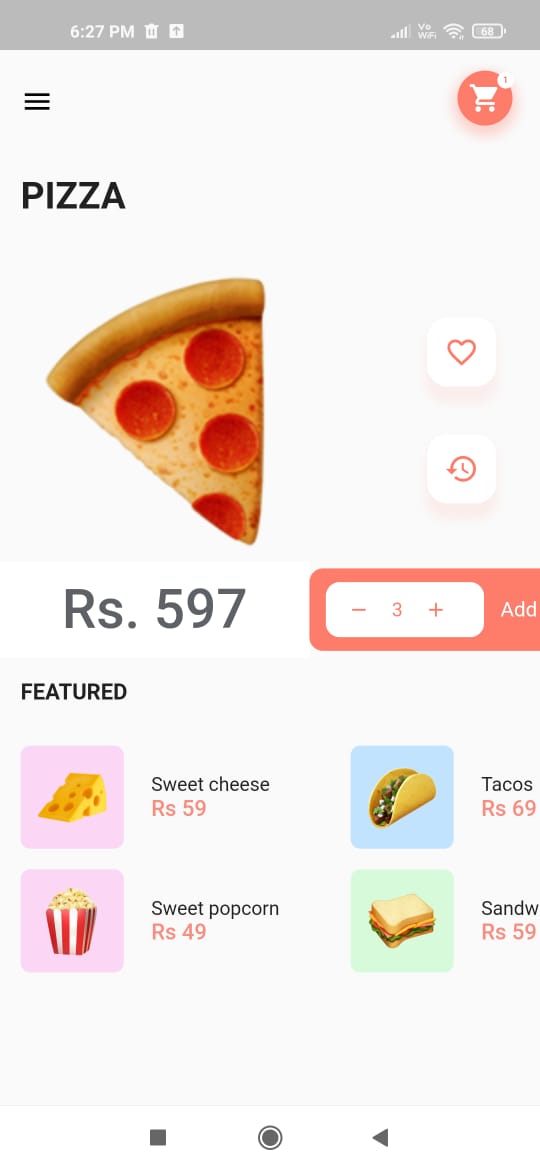 6:27 PM
Vo
WiFi
68
1
PIZZA
Rs. 597
3
Add
FEATURED
Sweet cheese
Rs 59
Tacos
Rs 69
Sweet popcorn
Rs 49
Sandw
Rs 59